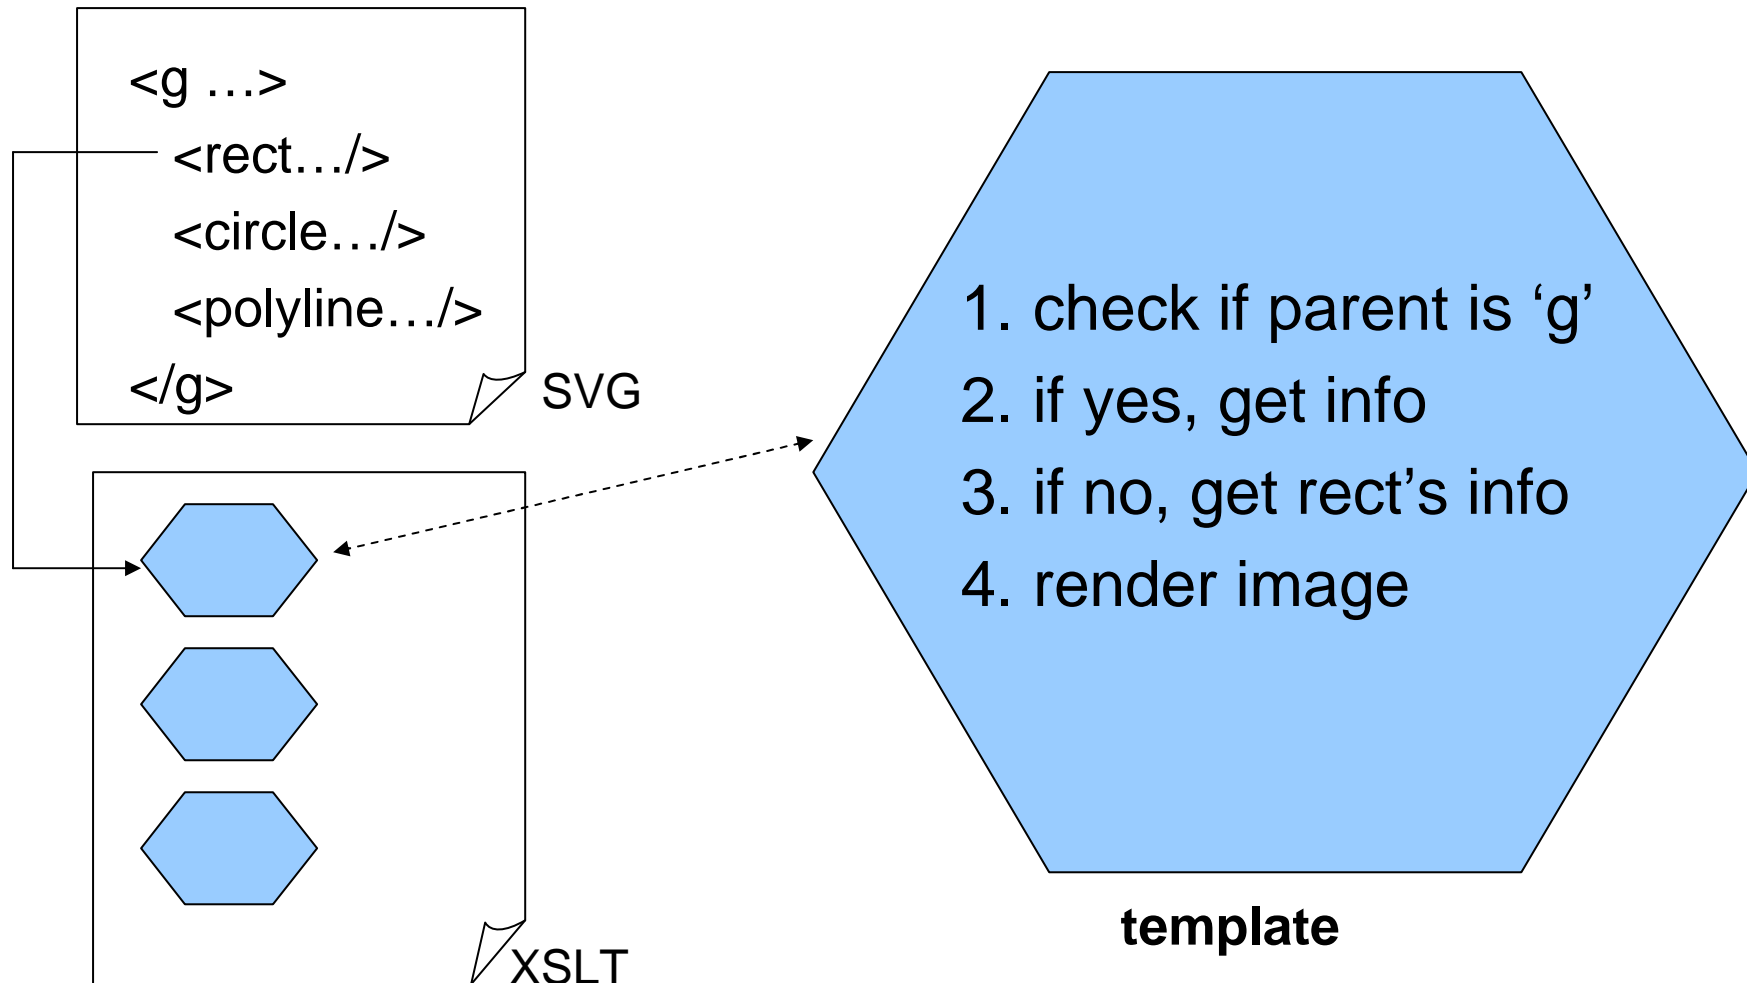 <g …>
<rect…/>
<circle…/>
<polyline…/>
</g>
SVG
XSLT
1. check if parent is ‘g’
2. if yes, get info
3. if no, get rect’s info
4. render image
template